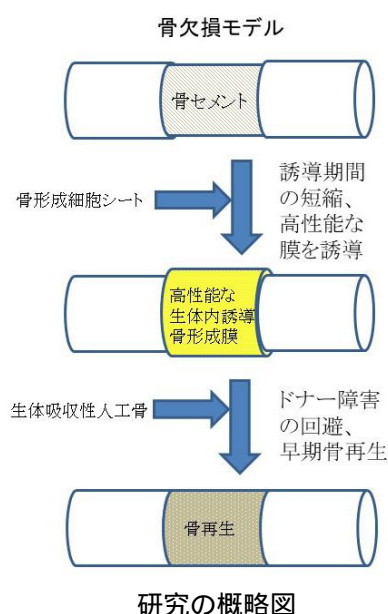 骨欠損モデル
骨セメント
骨形成細胞シート
誘導期間
の短縮、
高性能な
膜を誘導
高性能な
生体内誘導
骨形成膜
生体吸収性人工骨
ドナー障害
の回避、
早期骨再生
骨再生
研究の概略図